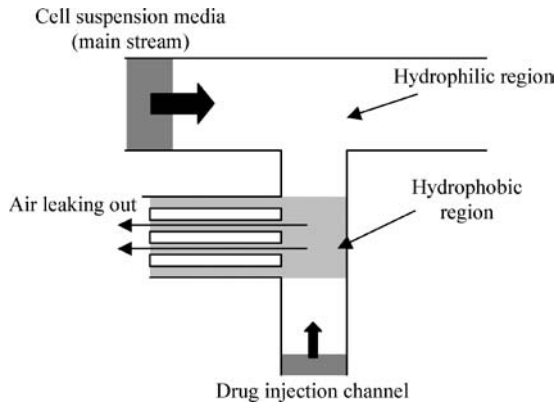 Cell suspension media
(main stream)
Hydrophilic region
Air leaking out
Hydrophobic
region
Drug injection channel